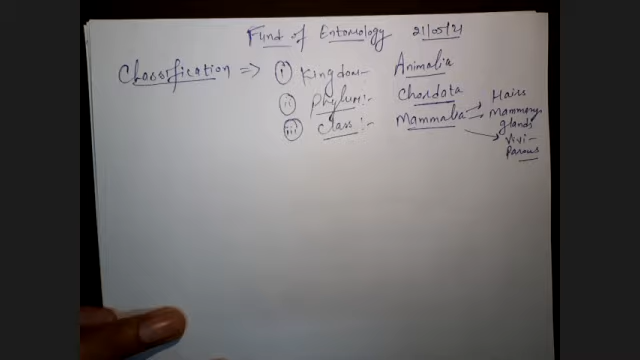 Fund of Entomology 21/05/21
Classification => (i) Kingdom- Animalia
(ii) Phylum:- Chordata
(iii) Class:- Mammalia
Hairs
Mammary
glands
Vivi-
Parous